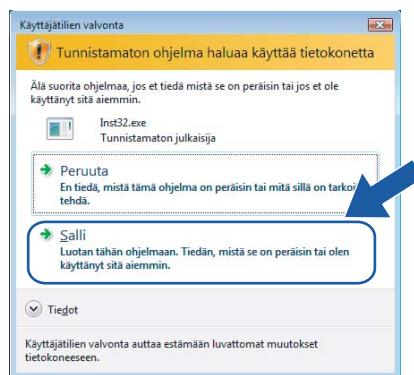 Käyttäjätilien valvonta
Tunnistamaton ohjelma haluaa käyttää tietokonetta
Älä suorita ohjelmaa, jos et tiedä mistä se on peräisin tai jos et ole
käyttänyt sitä aiemmin.
Inst32.exe
Tunnistamaton julkaisija
Peruuta
En tiedä, mistä tämä ohjelma on peräisin tai mitä sillä on
tehdä.
Salli
Luotan tähän ohjelmaan. Tiedän, mistä se on peräisin tai olen
käyttänyt sitä aiemmin.
Tiedot
Käyttäjätilien valvonta auttaa estämään luvattomat muutokset
tietokoneeseen.